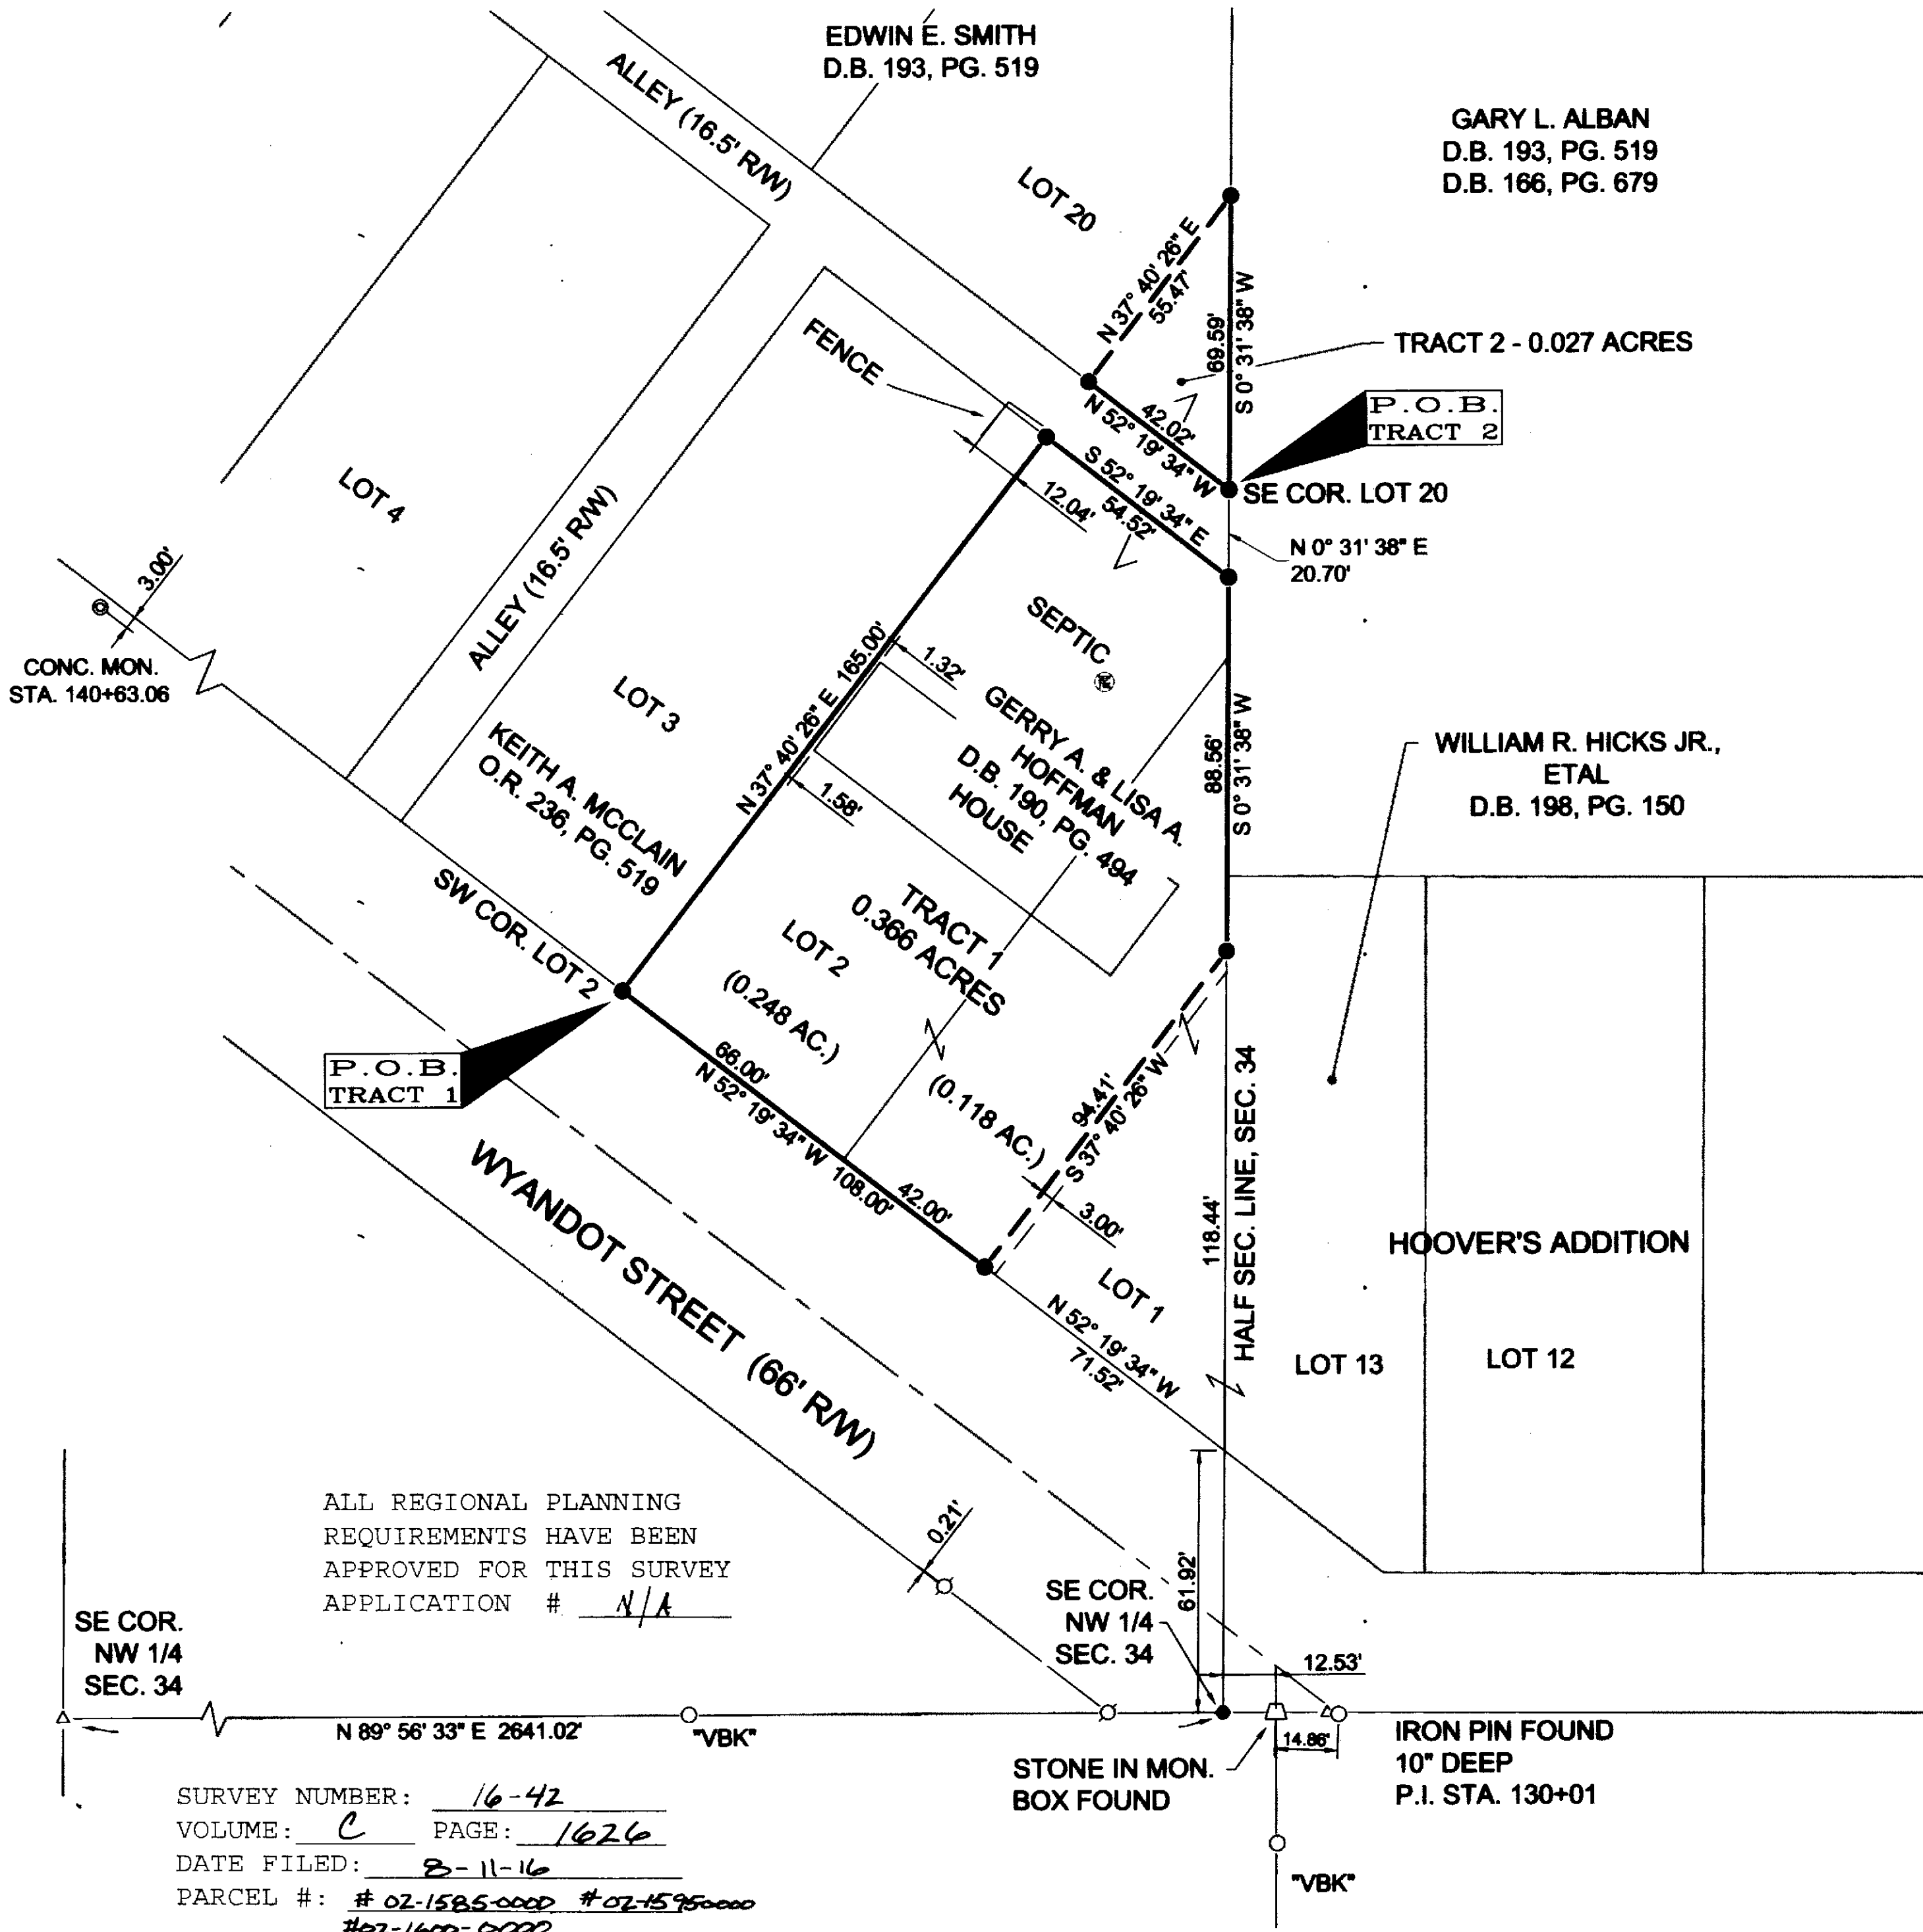 EDWIN E. SMITH
D.B. 193, PG. 519
ALLEY (16.5' R/W)
GARY L. ALBAN
D.B. 193, PG. 519
D.B. 166, PG. 679
LOT 20
N 37° 40' 26" E
55.47'
69.59'
S 0° 31' 38" W
TRACT 2 - 0.027 ACRES
P.O.B.
TRACT 2
FENCE
42.02'
N 52° 19' 34" W
SE COR. LOT 20
S 52° 19' 34" E
54.52'
12.04'
N 0° 31' 38" E
20.70'
LOT 4
ALLEY (16.5' R/W)
3.00'
CONC. MON.
STA. 140+63.06
SEPTIC
LOT 3
N 37° 40' 26" E 165.00'
1.32'
1.58'
KEITH A. MCCLAIN
O.R. 236, PG. 519
GERRY A. & LISA A.
HOFFMAN
D.B. 190, PG. 494
HOUSE
88.56'
S 0° 31' 38" W
WILLIAM R. HICKS JR.,
ETAL
D.B. 198, PG. 150
SW COR. LOT 2
TRACT 1
0.366 ACRES
LOT 2
(0.248 AC.)
(0.118 AC.)
P.O.B.
TRACT 1
66.00'
N 52° 19' 34" W 108.00'
42.00'
94.41'
S 37° 40' 26" W
3.00'
118.44'
HALF SEC. LINE, SEC. 34
WYANDOT STREET (66' R/W)
LOT 1
N 52° 19' 34" W
71.52'
HOOVER'S ADDITION
LOT 13
LOT 12
ALL REGIONAL PLANNING
REQUIREMENTS HAVE BEEN
APPROVED FOR THIS SURVEY
APPLICATION # N/A
0.21'
61.92'
SE COR.
NW 1/4
SEC. 34
SE COR.
NW 1/4
SEC. 34
12.53'
N 89° 56' 33" E 2641.02'
"VBK"
14.86'
STONE IN MON.
BOX FOUND
IRON PIN FOUND
10" DEEP
P.I. STA. 130+01
"VBK"
SURVEY NUMBER: 16-42
VOLUME: C PAGE: 1626
DATE FILED: 8-11-16
PARCEL #: # 02-1585-0000 #02-15950000
#02-1600-0000